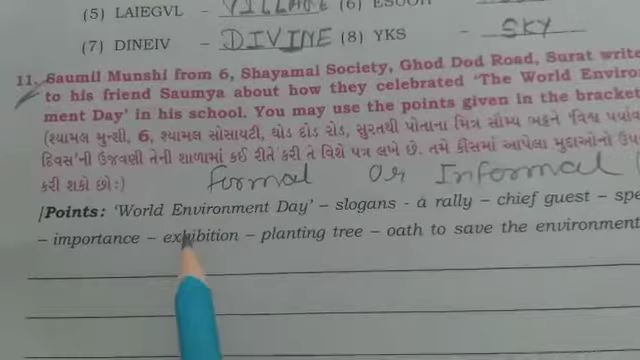 (5) LAIEGVL - VILLAGE (6)
(7) DINEIV - DIVINE (8) YKS - SKY
11. Saumil Munshi from 6, Shayamal Society, Ghod Dod Road, Surat write
to his friend Saumya about how they celebrated 'The World Enviro
ment Day' in his school. You may use the points given in the bracket
(શ્યામલ મુન્સી, 6, શ્યામલ સોસાયટી, ઘોડ દોડ રોડ, સુરતથી પોતાના મિત્ર સૌમ્ય ભટ્ટને 'વિશ્વ પર્યાવ
દિવસ'ની ઉજવણી તેની શાળામાં કઈ રીતે કરી તે વિશે પત્ર લખે છે. તમે કૌંસમાં આપેલા મુદ્દાઓનો ઉપ
કરી શકો છો:) Formal or Informal
Points: 'World Environment Day' – slogans - a rally – chief guest – spe
– importance – exhibition – planting tree – oath to save the environment